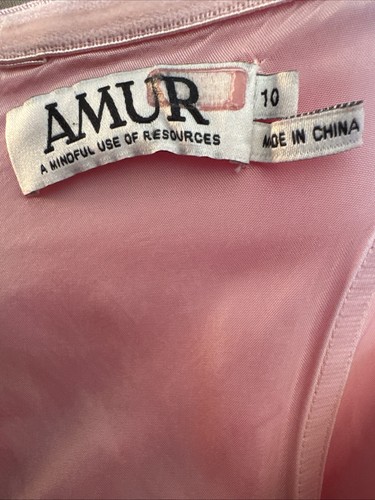 AMUR
A MINDFUL USE OF RESOURCES
10
MADE IN CHINA